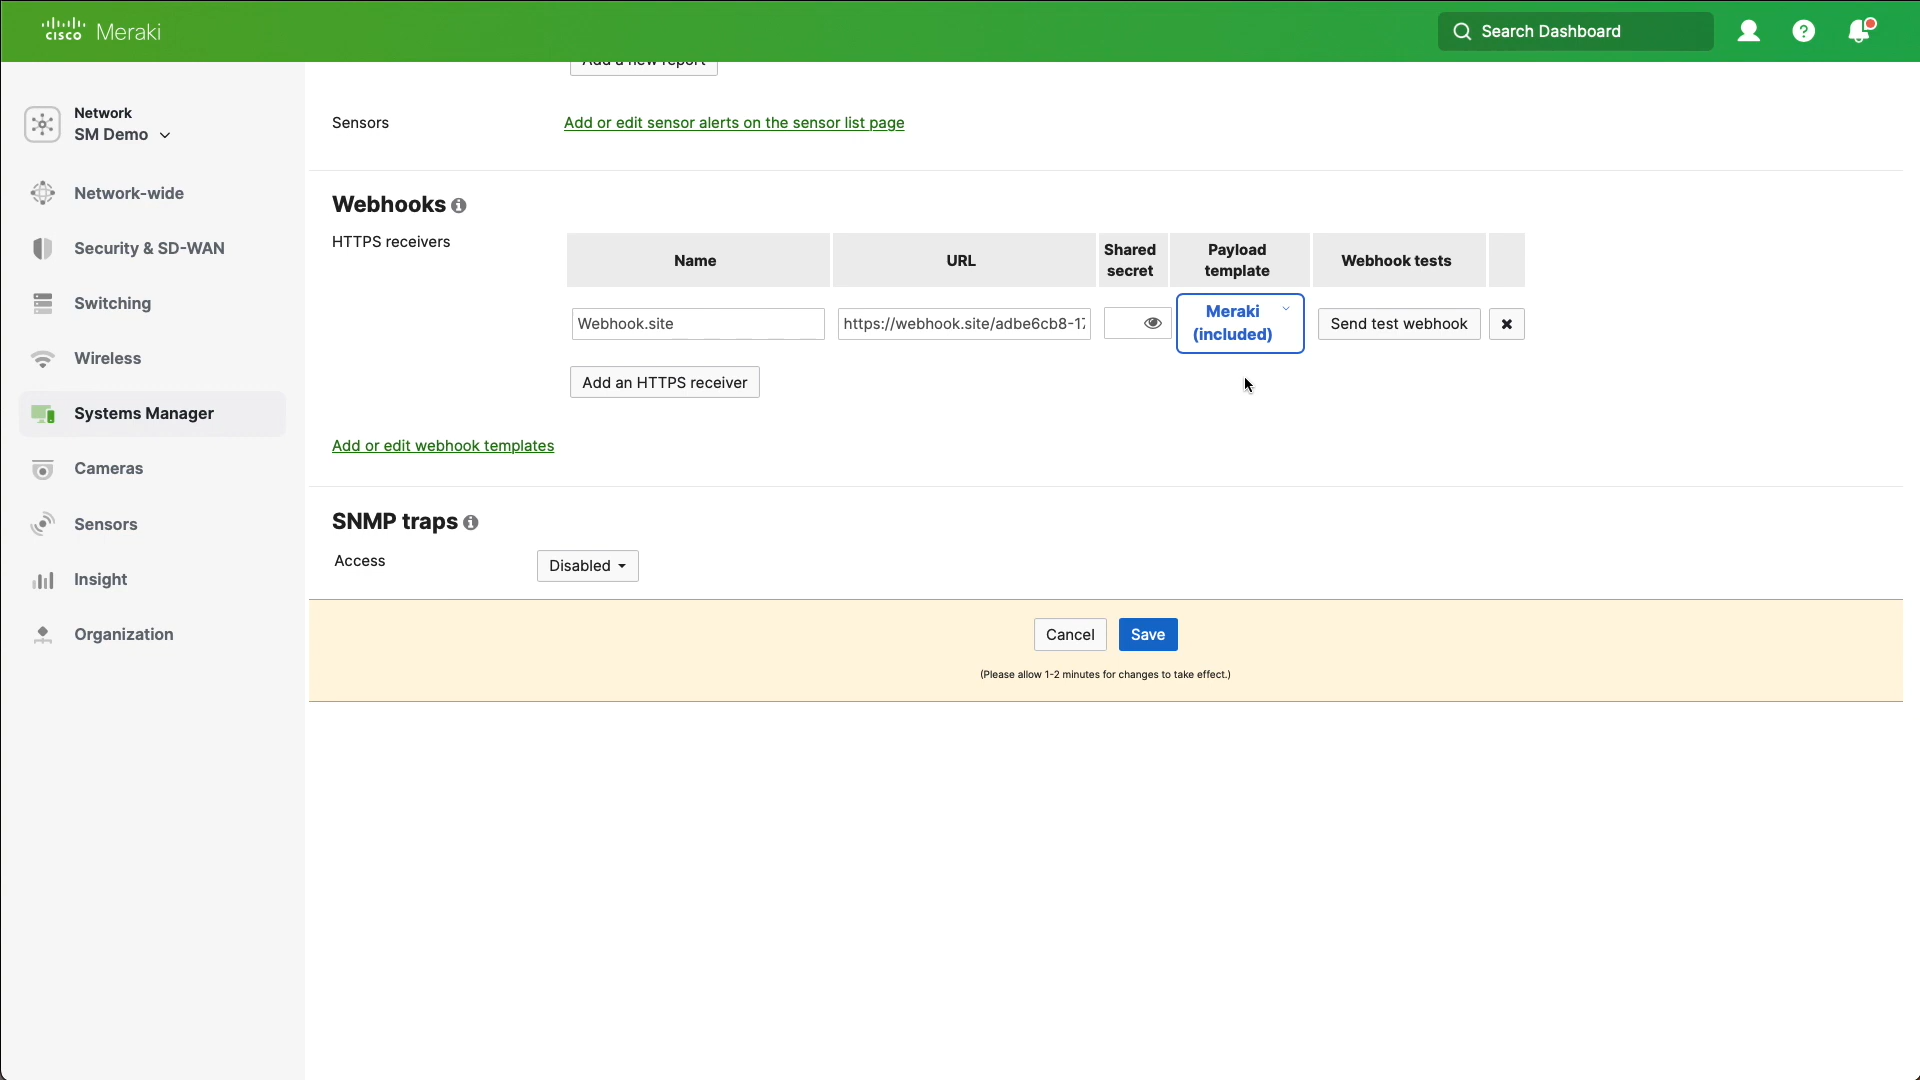 cisco Meraki
Search Dashboard
Add a new report
Network
SM Demo
Network-wide
Security & SD-WAN
Switching
Wireless
Systems Manager
Cameras
Sensors
Insight
Organization
Sensors
Add or edit sensor alerts on the sensor list page
Webhooks
HTTPS receivers
Name
URL
Shared
secret
Payload
template
Webhook tests
Webhook.site
https://webhook.site/adbe6cb8-17
Meraki
(included)
Send test webhook
Add an HTTPS receiver
Add or edit webhook templates
SNMP traps
Access
Disabled
Cancel
Save
(Please allow 1-2 minutes for changes to take effect.)